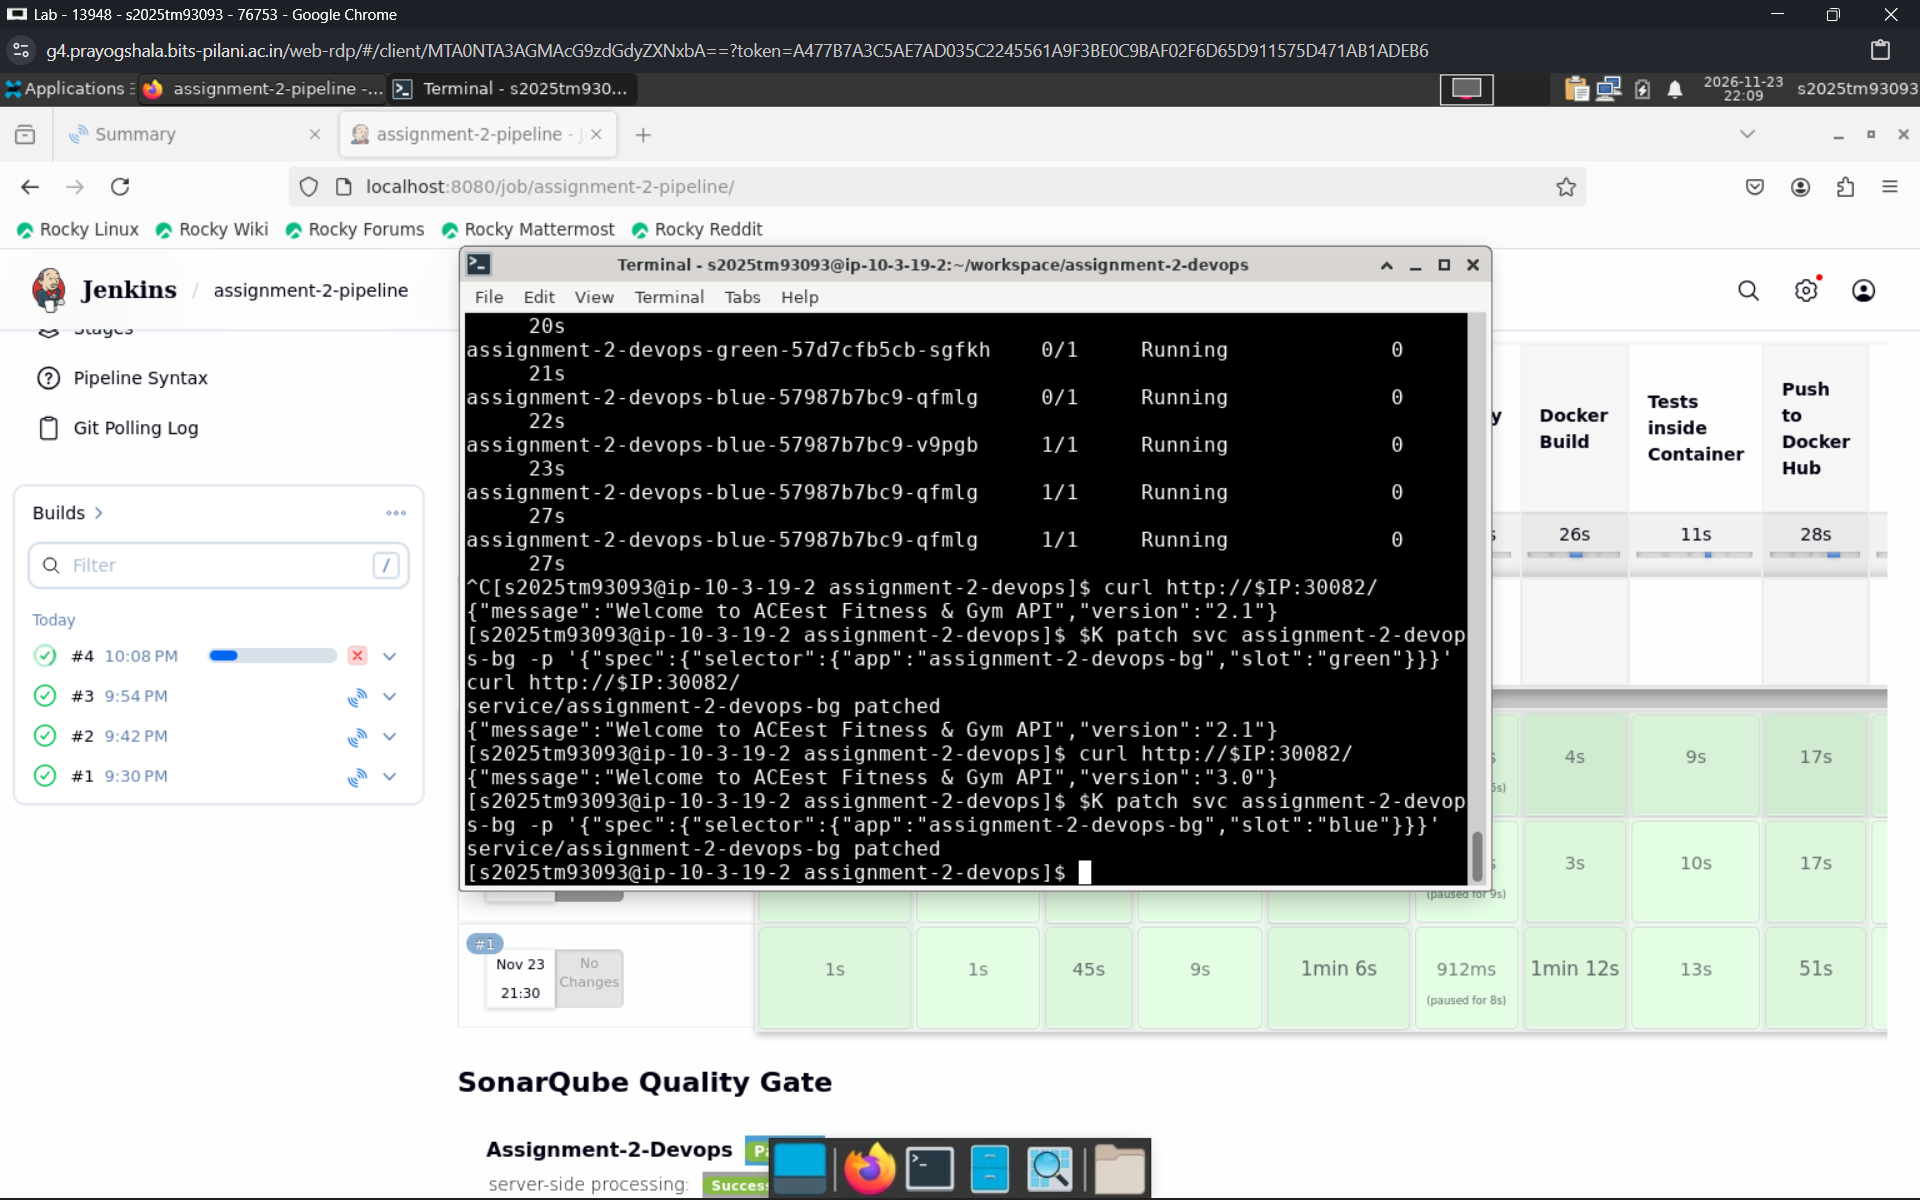 Lab - 13948 - s2025tm93093 - 76753 - Google Chrome
g4.prayogshala.bits-pilani.ac.in/web-rdp/#/client/MTA0NTA3AGMAcG9zdGdyZXNxbA==?token=A477B7A3C5AE7AD035C2245561A9F3BE0C9BAF02F6D65D911575D471AB1ADEB6
Applications
assignment-2-pipeline -...
Terminal - s2025tm930...
2026-11-23
22:09
s2025tm93093
Summary
assignment-2-pipeline -
localhost:8080/job/assignment-2-pipeline/
Rocky Linux
Rocky Wiki
Rocky Forums
Rocky Mattermost
Rocky Reddit
Jenkins / assignment-2-pipeline
Stages
Pipeline Syntax
Git Polling Log
Builds
Filter
/
Today
#4 10:08 PM
#3 9:54 PM
#2 9:42 PM
#1 9:30 PM
Terminal - s2025tm93093@ip-10-3-19-2:~/workspace/assignment-2-devops
File Edit View Terminal Tabs Help
20s
assignment-2-devops-green-57d7cfb5cb-sgfkh 0/1 Running 0
21s
assignment-2-devops-blue-57987b7bc9-qfmlg 0/1 Running 0
22s
assignment-2-devops-blue-57987b7bc9-v9pgb 1/1 Running 0
23s
assignment-2-devops-blue-57987b7bc9-qfmlg 1/1 Running 0
27s
assignment-2-devops-blue-57987b7bc9-qfmlg 1/1 Running 0
27s
^C[s2025tm93093@ip-10-3-19-2 assignment-2-devops]$ curl http://$IP:30082/
{"message":"Welcome to ACEest Fitness & Gym API","version":"2.1"}
[s2025tm93093@ip-10-3-19-2 assignment-2-devops]$ $K patch svc assignment-2-devop
s-bg -p '{"spec":{"selector":{"app":"assignment-2-devops-bg","slot":"green"}}}'
curl http://$IP:30082/
service/assignment-2-devops-bg patched
{"message":"Welcome to ACEest Fitness & Gym API","version":"2.1"}
[s2025tm93093@ip-10-3-19-2 assignment-2-devops]$ curl http://$IP:30082/
{"message":"Welcome to ACEest Fitness & Gym API","version":"3.0"}
[s2025tm93093@ip-10-3-19-2 assignment-2-devops]$ $K patch svc assignment-2-devop
s-bg -p '{"spec":{"selector":{"app":"assignment-2-devops-bg","slot":"blue"}}}'
service/assignment-2-devops-bg patched
[s2025tm93093@ip-10-3-19-2 assignment-2-devops]$
y
Docker
Build
Tests
inside
Container
Push
to
Docker
Hub
26s 11s 28s
4s 9s 17s
3s 10s 17s
(paused for 9s)
#1
Nov 23
21:30
No
Changes
1s 1s 45s 9s 1min 6s 912ms 1min 12s 13s 51s
(paused for 8s)
SonarQube Quality Gate
Assignment-2-Devops
server-side processing: Success